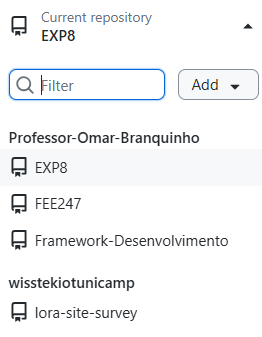 Current repository
EXP8
Filter
Add
Professor-Omar-Branquinho
EXP8
FEE247
Framework-Desenvolvimento
wisstekiotunicamp
lora-site-survey